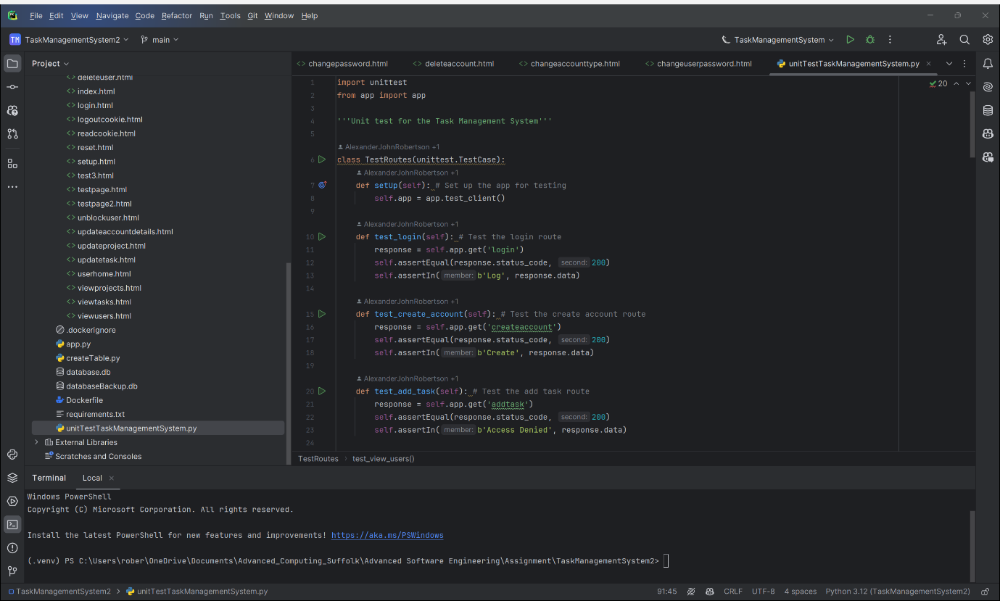 File Edit View Navigate Code Refactor Run Tools Git Window Help
TM TaskManagementSystem2 main TaskManagementSystem
Project
deleteuser.html
index.html
login.html
logoutcookie.html
readcookie.html
reset.html
setup.html
test3.html
testpage.html
testpage2.html
unblockuser.html
updateaccountdetails.html
updateproject.html
updatetask.html
userhome.html
viewprojects.html
viewtasks.html
viewusers.html
.dockerignore
app.py
createTable.py
database.db
databaseBackup.db
Dockerfile
requirements.txt
unitTestTaskManagementSystem.py
External Libraries
Scratches and Consoles
changepassword.html deleteaccount.html changeaccounttype.html changeuserpassword.html unitTestTaskManagementSystem.py
20
1 import unittest
2 from app import app
3
4 '''Unit test for the Task Management System'''
5
AlexanderJohnRobertson +1
6 class TestRoutes(unittest.TestCase):
AlexanderJohnRobertson +1
7 def setUp(self): # Set up the app for testing
8 self.app = app.test_client()
9
AlexanderJohnRobertson +1
10 def test_login(self): # Test the login route
11 response = self.app.get('login')
12 self.assertEqual(response.status_code, second: 200)
13 self.assertIn( member: b'Log', response.data)
14
AlexanderJohnRobertson +1
15 def test_create_account(self): # Test the create account route
16 response = self.app.get('createaccount')
17 self.assertEqual(response.status_code, second: 200)
18 self.assertIn( member: b'Create', response.data)
19
AlexanderJohnRobertson +1
20 def test_add_task(self): # Test the add task route
21 response = self.app.get('addtask')
22 self.assertEqual(response.status_code, second: 200)
23 self.assertIn( member: b'Access Denied', response.data)
24
TestRoutes test_view_users()
Terminal Local
Windows PowerShell
Copyright (C) Microsoft Corporation. All rights reserved.
Install the latest PowerShell for new features and improvements! https://aka.ms/PSWindows
(.venv) PS C:\Users\rober\OneDrive\Documents\Advanced_Computing_Suffolk\Advanced Software Engineering\Assignment\TaskManagementSystem2>
TaskManagementSystem2 > unitTestTaskManagementSystem.py 91:45 CRLF UTF-8 4 spaces Python 3.12 (TaskManagementSystem2)